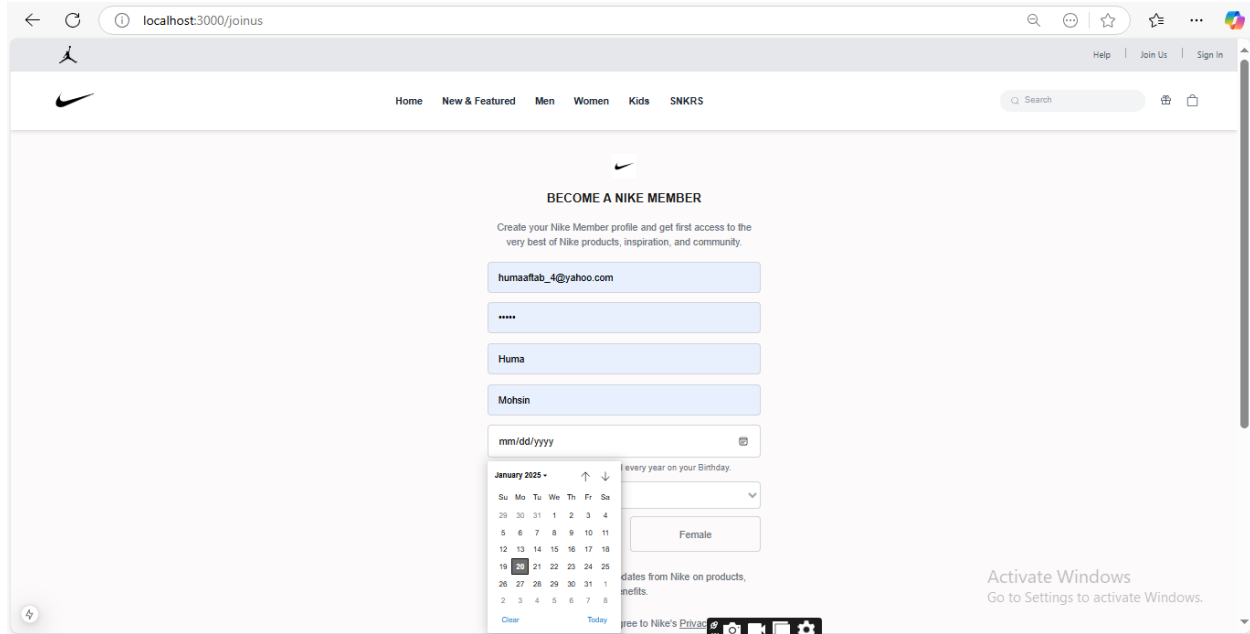 localhost:3000/joinus
Help Join Us Sign In
Home New & Featured Men Women Kids SNKRS
Search
BECOME A NIKE MEMBER
Create your Nike Member profile and get first access to the
very best of Nike products, inspiration, and community.
humaaftab_4@yahoo.com
•••••
Huma
Mohsin
mm/dd/yyyy
every year on your Birthday.
January 2025
Su Mo Tu We Th Fr Sa
29 30 31 1 2 3 4
5 6 7 8 9 10 11
12 13 14 15 16 17 18
19 20 21 22 23 24 25
26 27 28 29 30 31 1
2 3 4 5 6 7 8
Clear Today
Female
dates from Nike on products,
enefits.
gree to Nike's Privac
Activate Windows
Go to Settings to activate Windows.